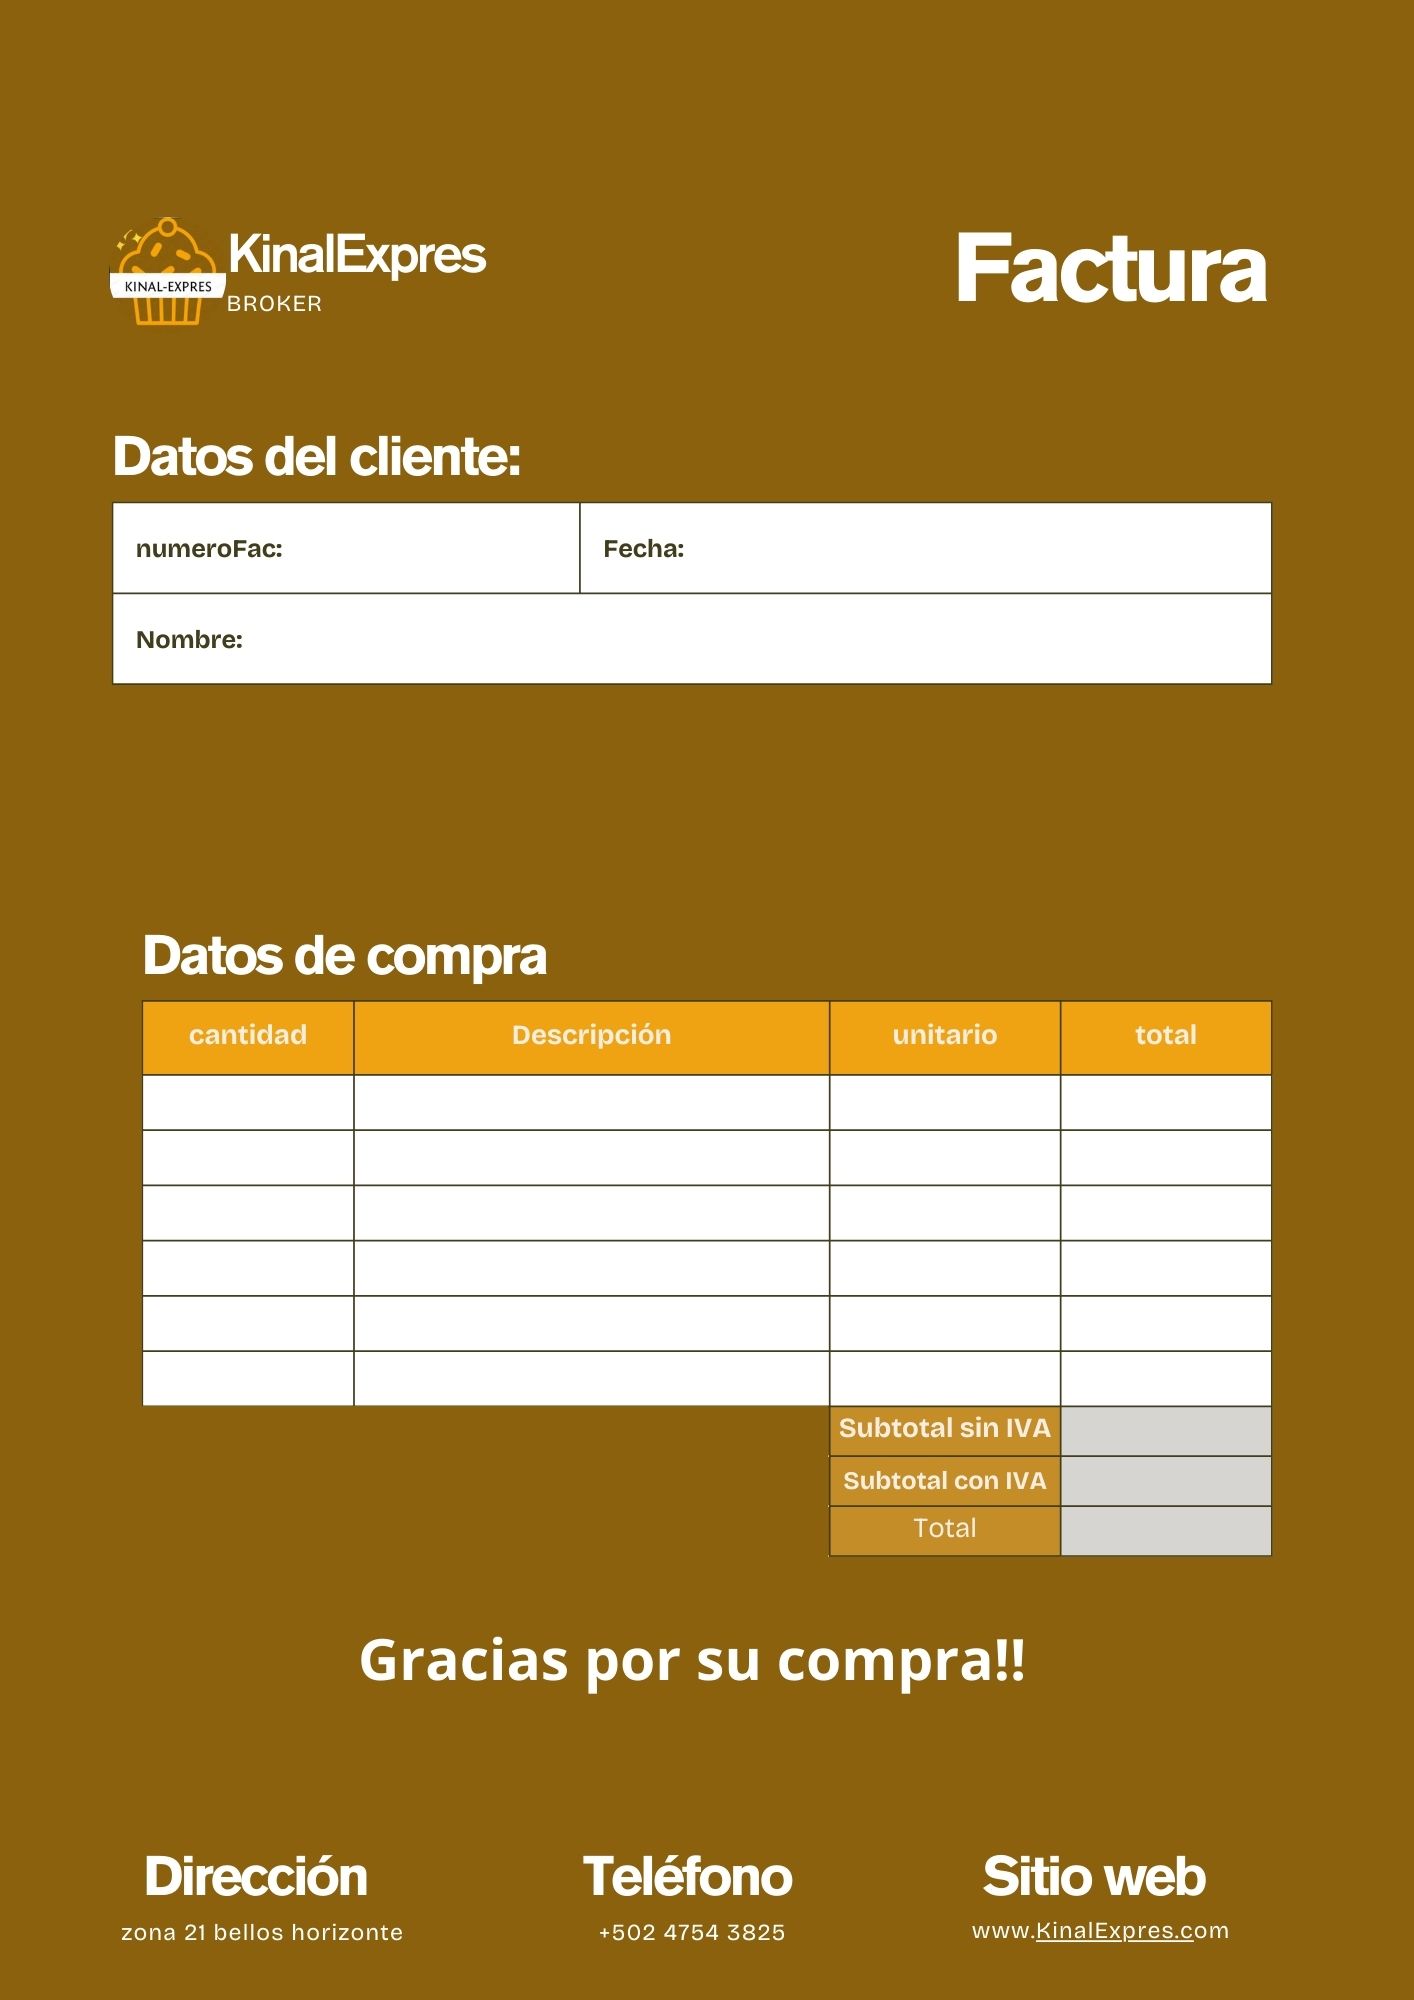 KINAL-EXPRES
KinalExpres
BROKER
Factura
Datos del cliente:
numeroFac:
Fecha:
Nombre:
Datos de compra
cantidad Descripción unitario total
Subtotal sin IVA
Subtotal con IVA
Total
Gracias por su compra!!
Dirección
zona 21 bellos horizonte
Teléfono
+502 4754 3825
Sitio web
www.KinalExpres.com